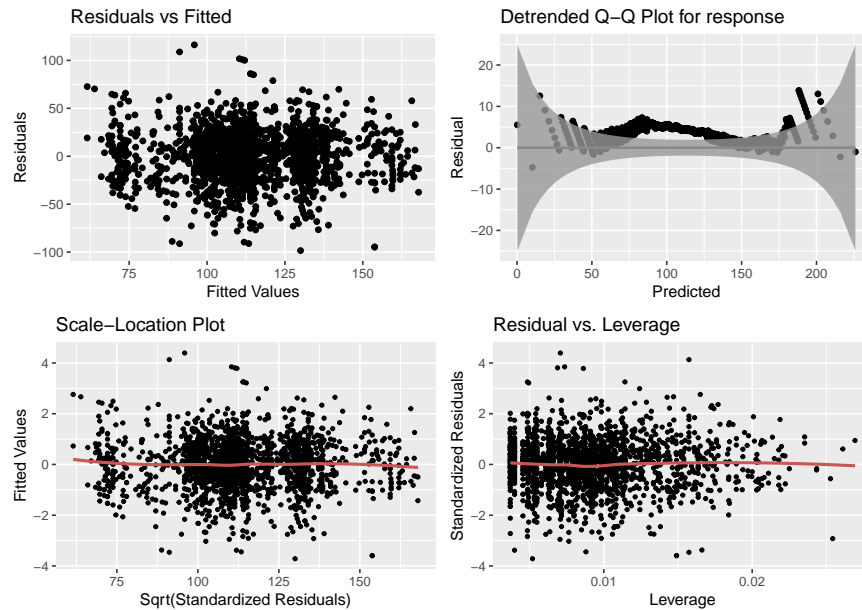 Residuals vs Fitted
100
50
0
−50
−100
75 100 125 150
Fitted Values
Residuals
Detrended Q−Q Plot for response
20
10
0
−10
−20
0 50 100 150 200
Predicted
Residual
Scale−Location Plot
4
2
0
−2
−4
75 100 125 150
Sqrt(Standardized Residuals)
Fitted Values
Residual vs. Leverage
4
2
0
−2
−4
0.01 0.02
Leverage
Standardized Residuals